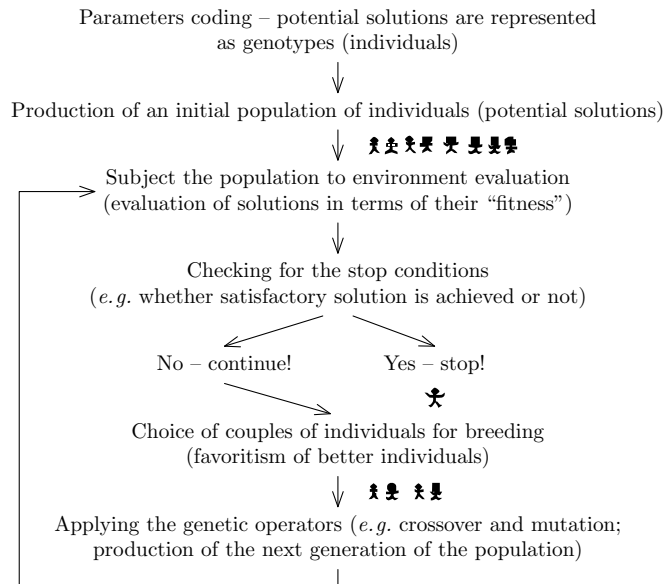 Parameters coding – potential solutions are represented
as genotypes (individuals)
Production of an initial population of individuals (potential solutions)
Subject the population to environment evaluation
(evaluation of solutions in terms of their “fitness”)
Checking for the stop conditions
(e. g. whether satisfactory solution is achieved or not)
No – continue!
Yes – stop!
Choice of couples of individuals for breeding
(favoritism of better individuals)
Applying the genetic operators (e. g. crossover and mutation;
production of the next generation of the population)